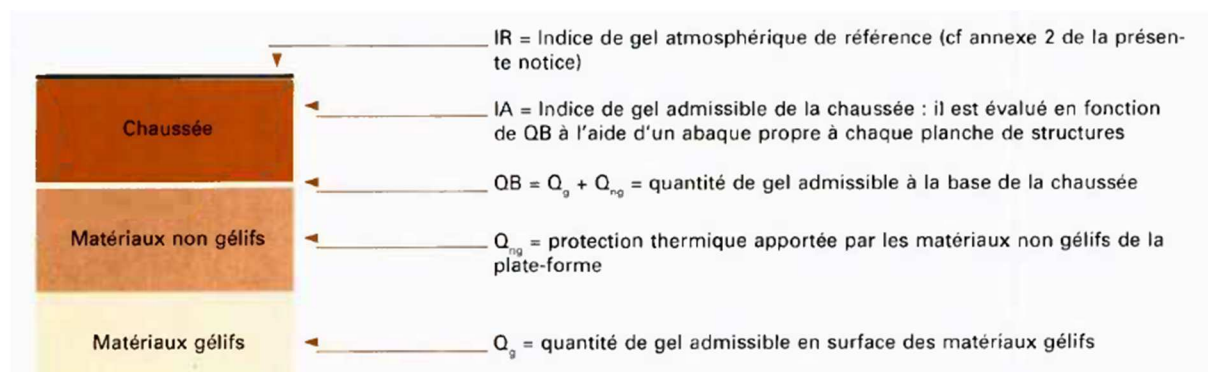 IR = Indice de gel atmosphérique de référence (cf annexe 2 de la présen-
te notice)
Chaussée
IA = Indice de gel admissible de la chaussée : il est évalué en fonction
de QB à l'aide d'un abaque propre à chaque planche de structures
QB = Qg + Qng = quantité de gel admissible à la base de la chaussée
Matériaux non gélifs
Qng = protection thermique apportée par les matériaux non gélifs de la
plate-forme
Matériaux gélifs
Qg = quantité de gel admissible en surface des matériaux gélifs